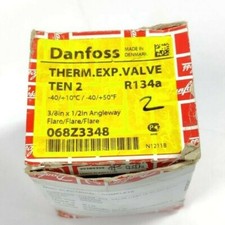 Danfoss
MADE IN
DENMARK
THERM.EXP.VALVE
TEN 2 R134a
-40/+10°C / -40/+50°F
2
3/8in x 1/2in Angleway
Flare/Flare/Flare
068Z3348